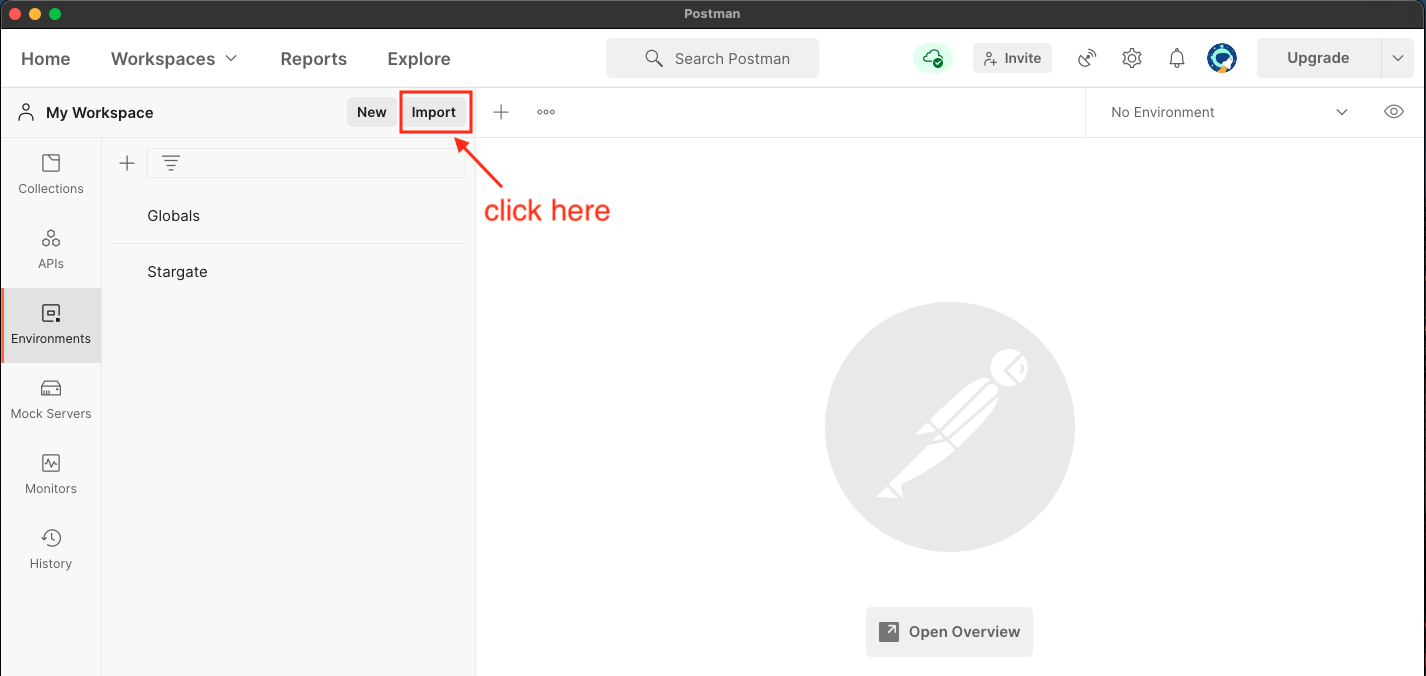 Postman
Home Workspaces Reports Explore Search Postman Invite Upgrade
My Workspace New Import No Environment
click here
Collections
APIs
Environments
Mock Servers
Monitors
History
Globals
Stargate
Open Overview